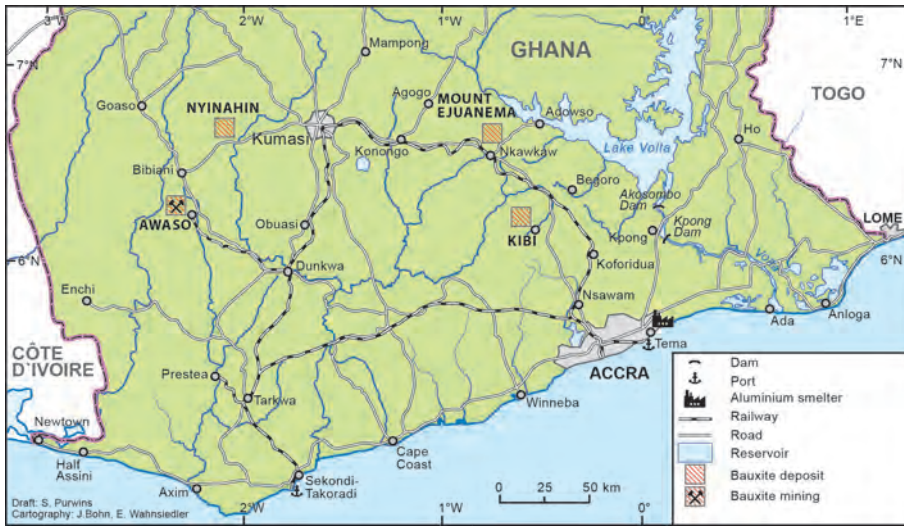 3°W
2°W
1°W
0°
1°E
7°N
7°N
GHANA
TOGO
Mampong
Goaso
NYINAHIN
Kumasi
Agogo
MOUNT
EJUANEMA
Adowso
Konongo
Nkawkaw
Lake Volta
Ho
Bibiani
Begoro
Akosombo
Dam
Kpong
Dam
AWASO
Obuasi
KIBI
Kpong
LOME
6°N
6°N
Dunkwa
Koforidua
Volta
Enchi
Nsawam
Ada
Anloga
CÔTE
D'IVOIRE
Tema
ACCRA
Prestea
Tarkwa
Winneba
Newtown
Half
Assini
Cape
Coast
Axim
Sekondi-
Takoradi
0
25
50 km
Draft: S. Purwins
Cartography: J.Bohn, E. Wahnsiedler
2°W
1°W
0°
Dam
Port
Aluminium smelter
Railway
Road
Reservoir
Bauxite deposit
Bauxite mining